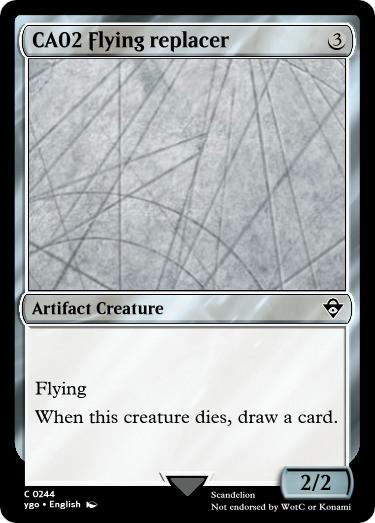 CA02 Flying replacer 3
Artifact Creature
Flying
When this creature dies, draw a card.
2/2
C 0244
ygo • English
Scandelion
Not endorsed by WotC or Konami